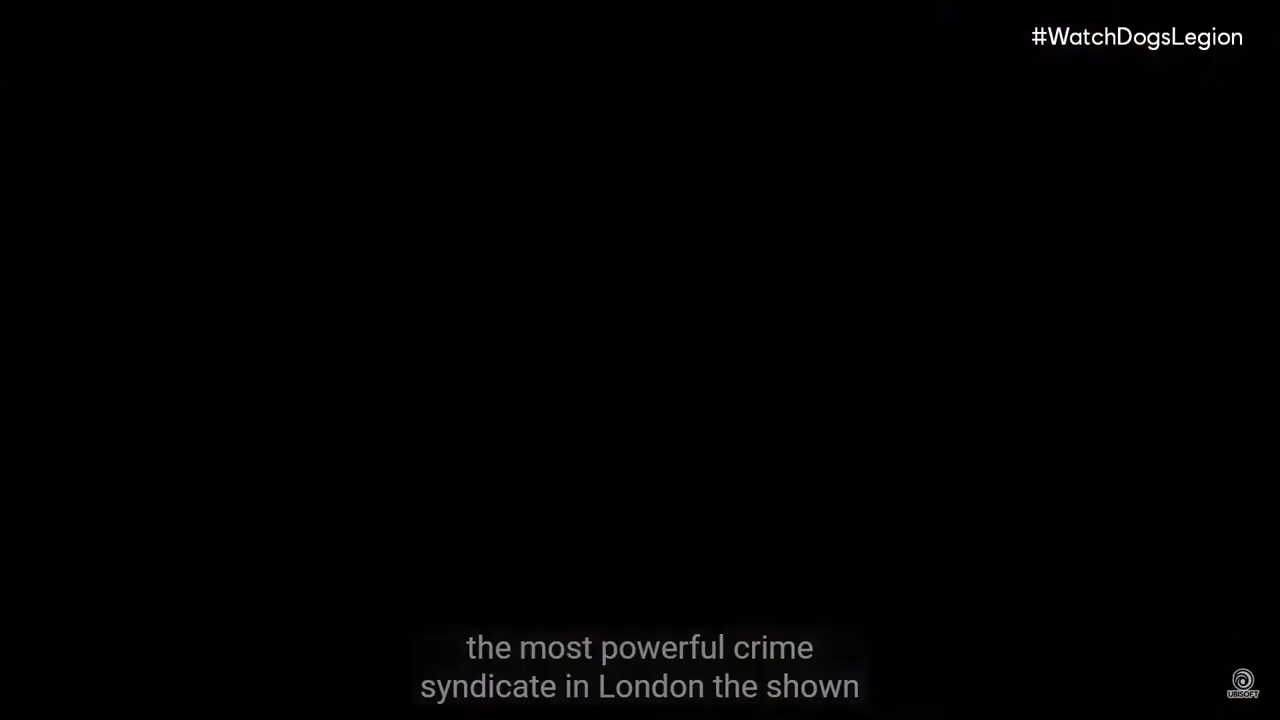 #WatchDogsLegion
the most powerful crime
syndicate in London the shown
UBISOFT